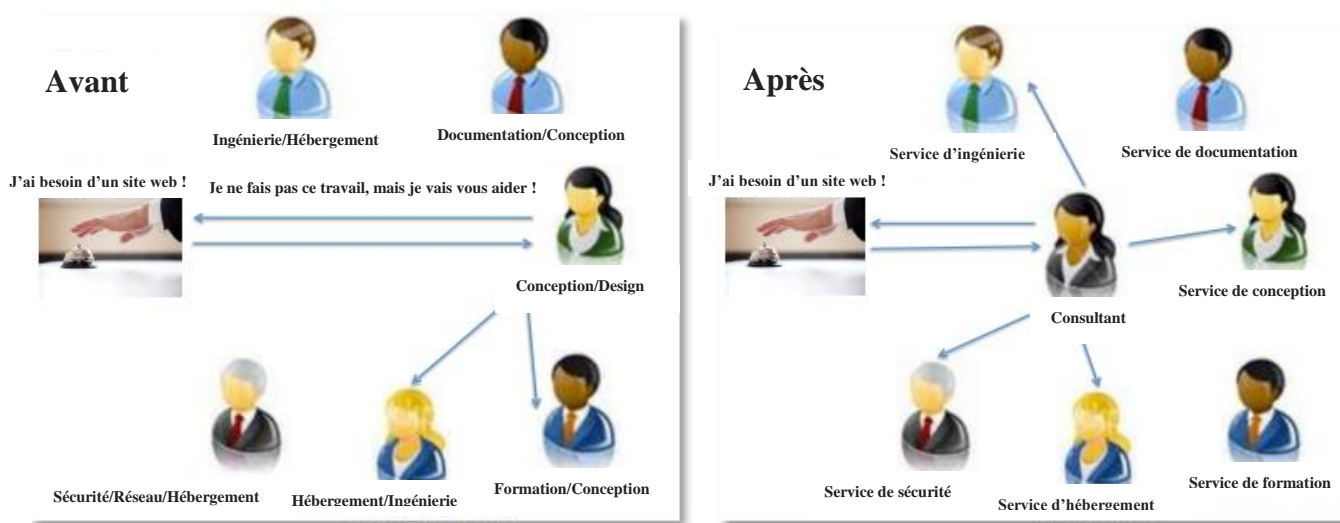 Avant
Ingénierie/Hébergement
Documentation/Conception
J'ai besoin d'un site web !
Je ne fais pas ce travail, mais je vais vous aider !
Conception/Design
Sécurité/Réseau/Hébergement
Hébergement/Ingénierie
Formation/Conception
Après
Service d'ingénierie
Service de documentation
J'ai besoin d'un site web !
Service de conception
Consultant
Service de sécurité
Service d'hébergement
Service de formation